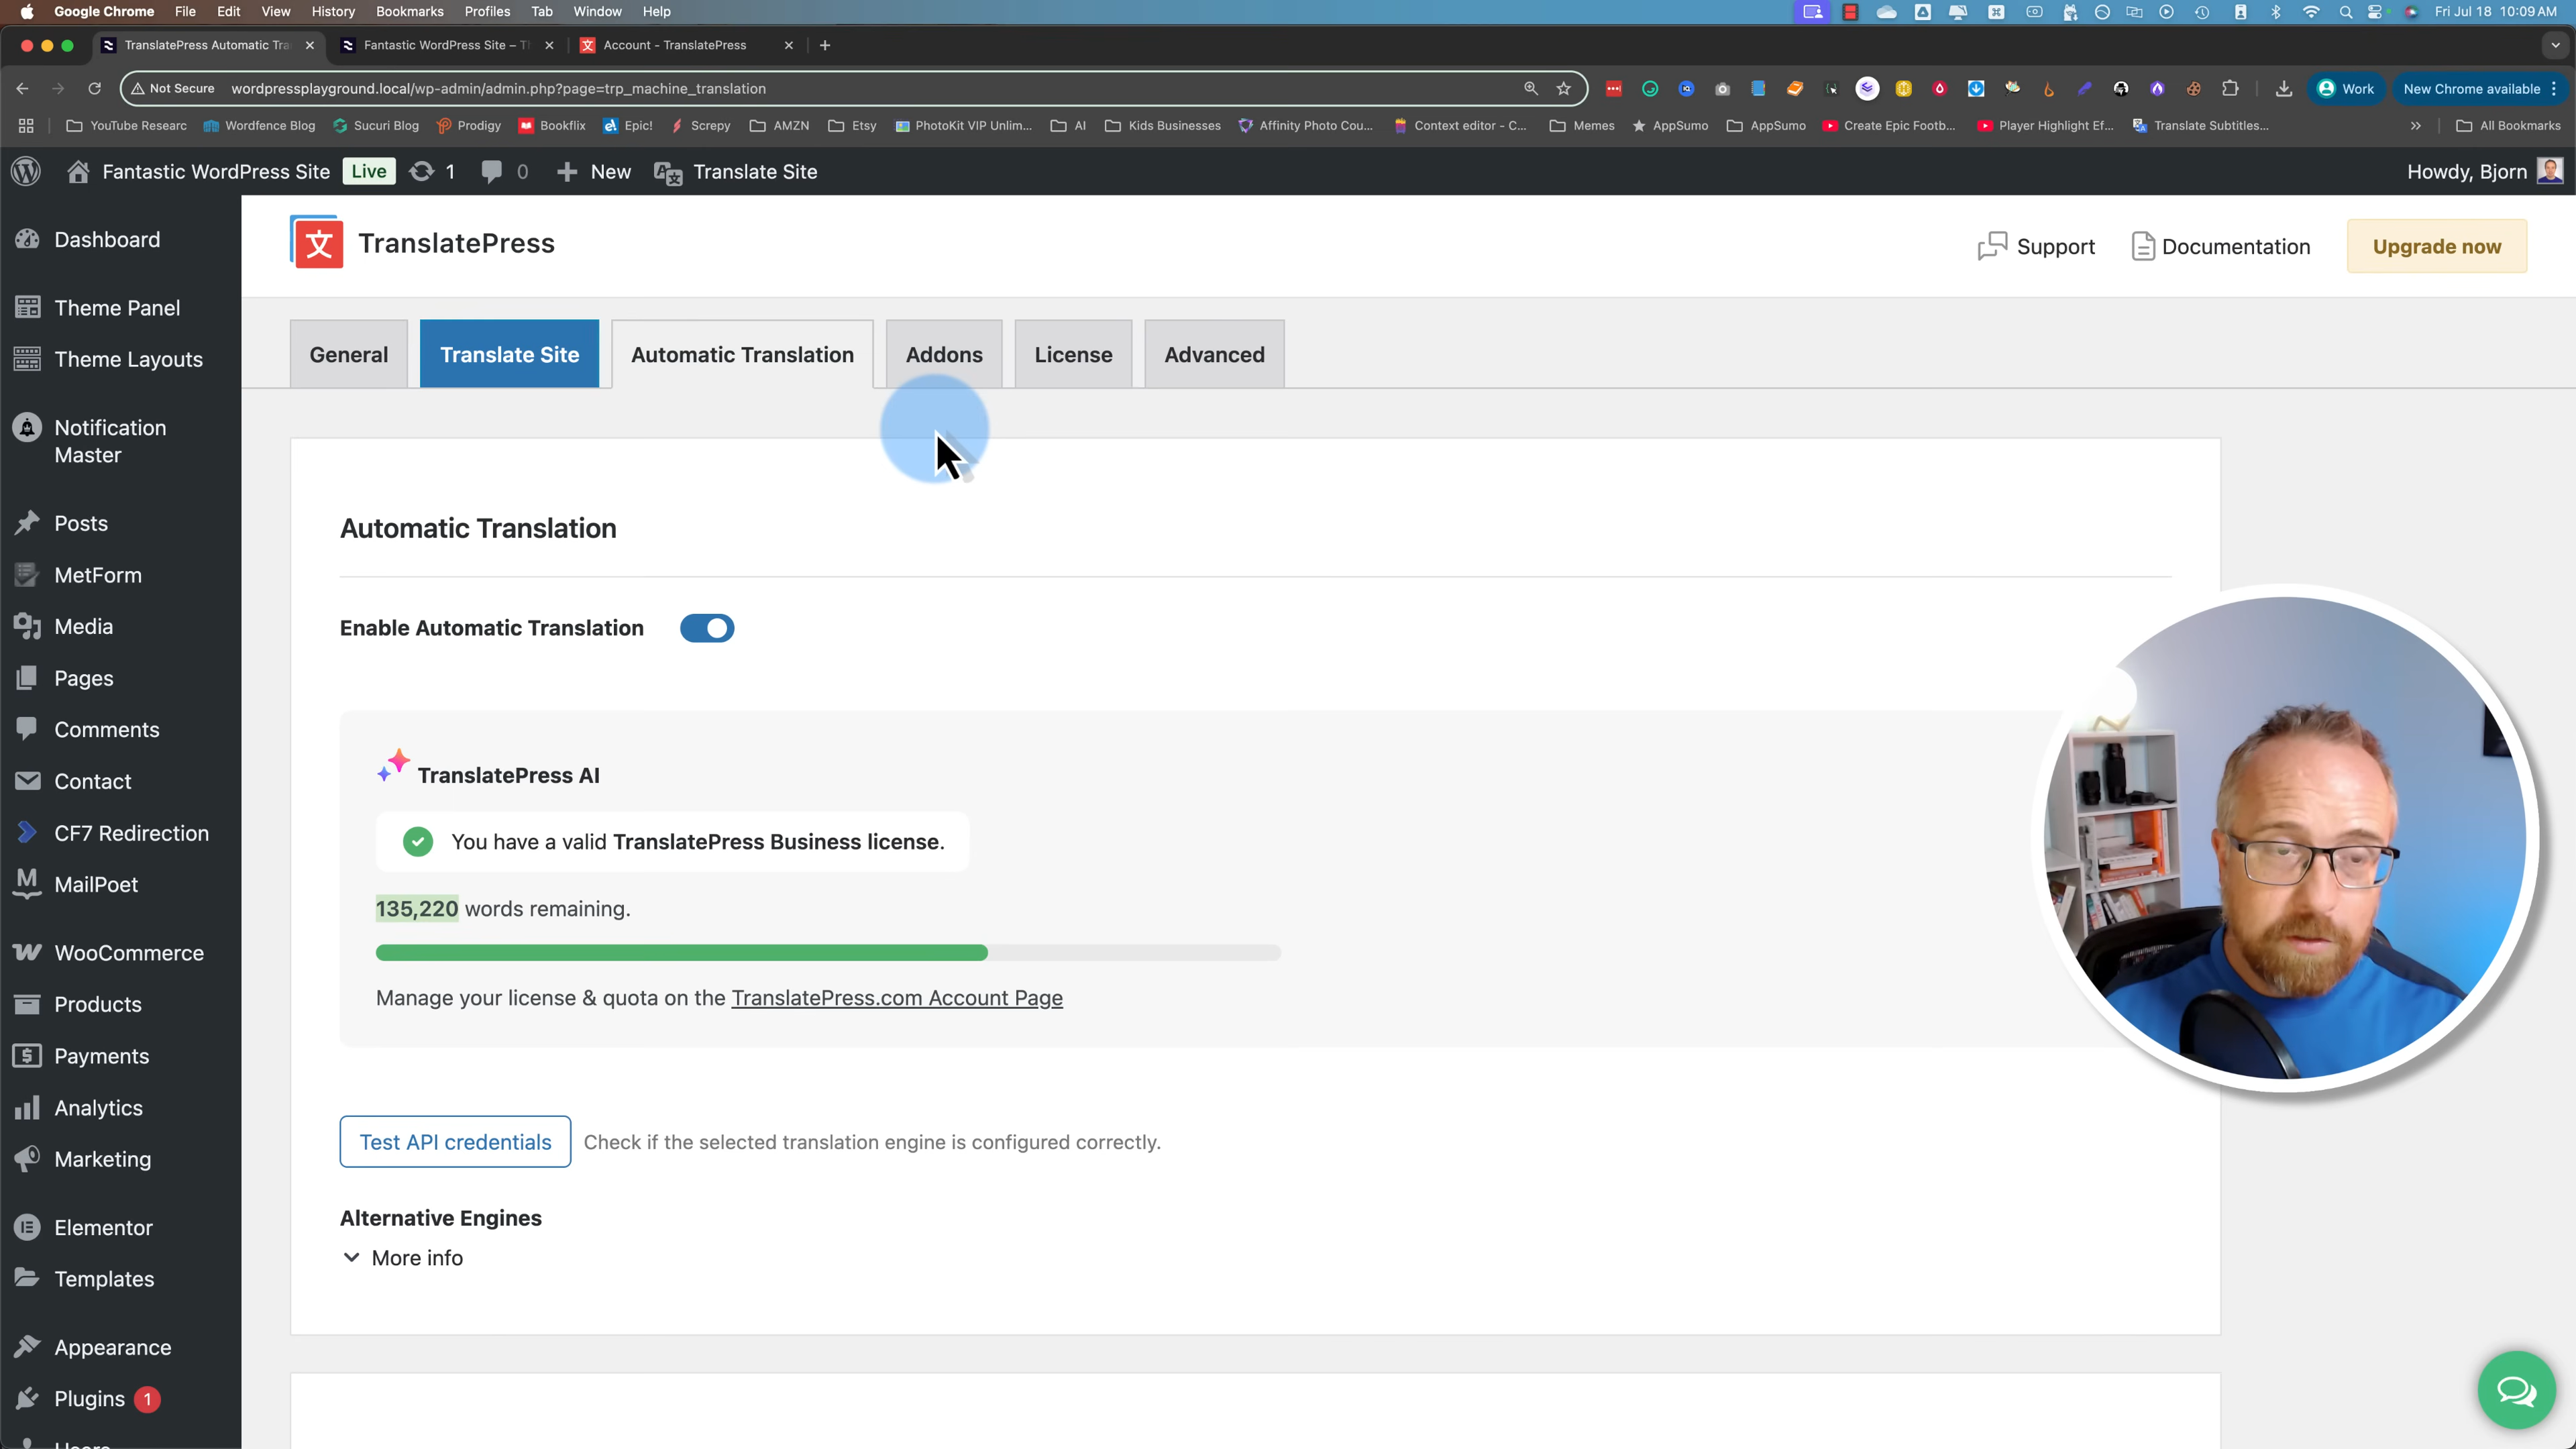 Google Chrome File Edit View History Bookmarks Profiles Tab Window Help Fri Jul 18 10:09 AM
TranslatePress Automatic Tra Fantastic WordPress Site – Account - TranslatePress
Not Secure wordpressplayground.local/wp-admin/admin.php?page=trp_machine_translation Work New Chrome available
YouTube Researc Wordfence Blog Sucuri Blog Prodigy Bookflix Epic! Screpy AMZN Etsy PhotoKit VIP Unlim... AI Kids Businesses Affinity Photo Cou... Context editor - C... Memes AppSumo AppSumo Create Epic Footb... Player Highlight Ef... Translate Subtitles... All Bookmarks
Fantastic WordPress Site Live 1 0 New Translate Site Howdy, Bjorn
Dashboard
Theme Panel
Theme Layouts
Notification
Master
Posts
MetForm
Media
Pages
Comments
Contact
CF7 Redirection
MailPoet
WooCommerce
Products
Payments
Analytics
Marketing
Elementor
Templates
Appearance
Plugins 1
Users
文 TranslatePress
Support Documentation Upgrade now
General Translate Site Automatic Translation Addons License Advanced
Automatic Translation
Enable Automatic Translation
TranslatePress AI
You have a valid TranslatePress Business license.
135,220 words remaining.
Manage your license & quota on the TranslatePress.com Account Page
Test API credentials Check if the selected translation engine is configured correctly.
Alternative Engines
More info